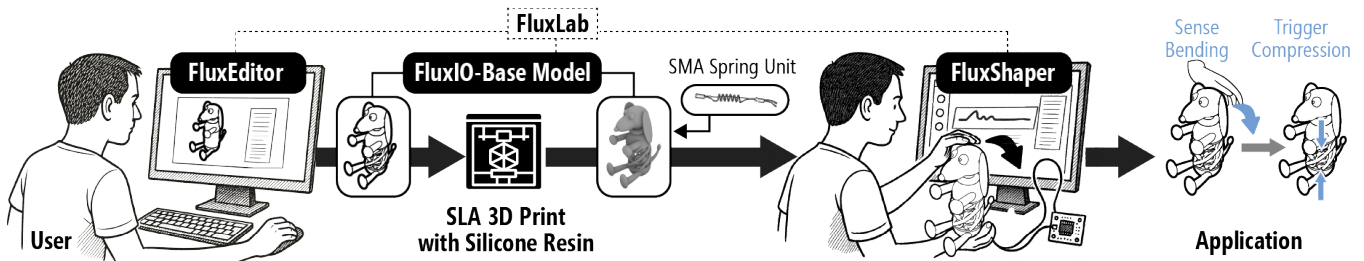 FluxLab
FluxEditor
FluxIO-Base Model
SMA Spring Unit
FluxShaper
Sense
Bending
Trigger
Compression
SLA 3D Print
with Silicone Resin
User
Application